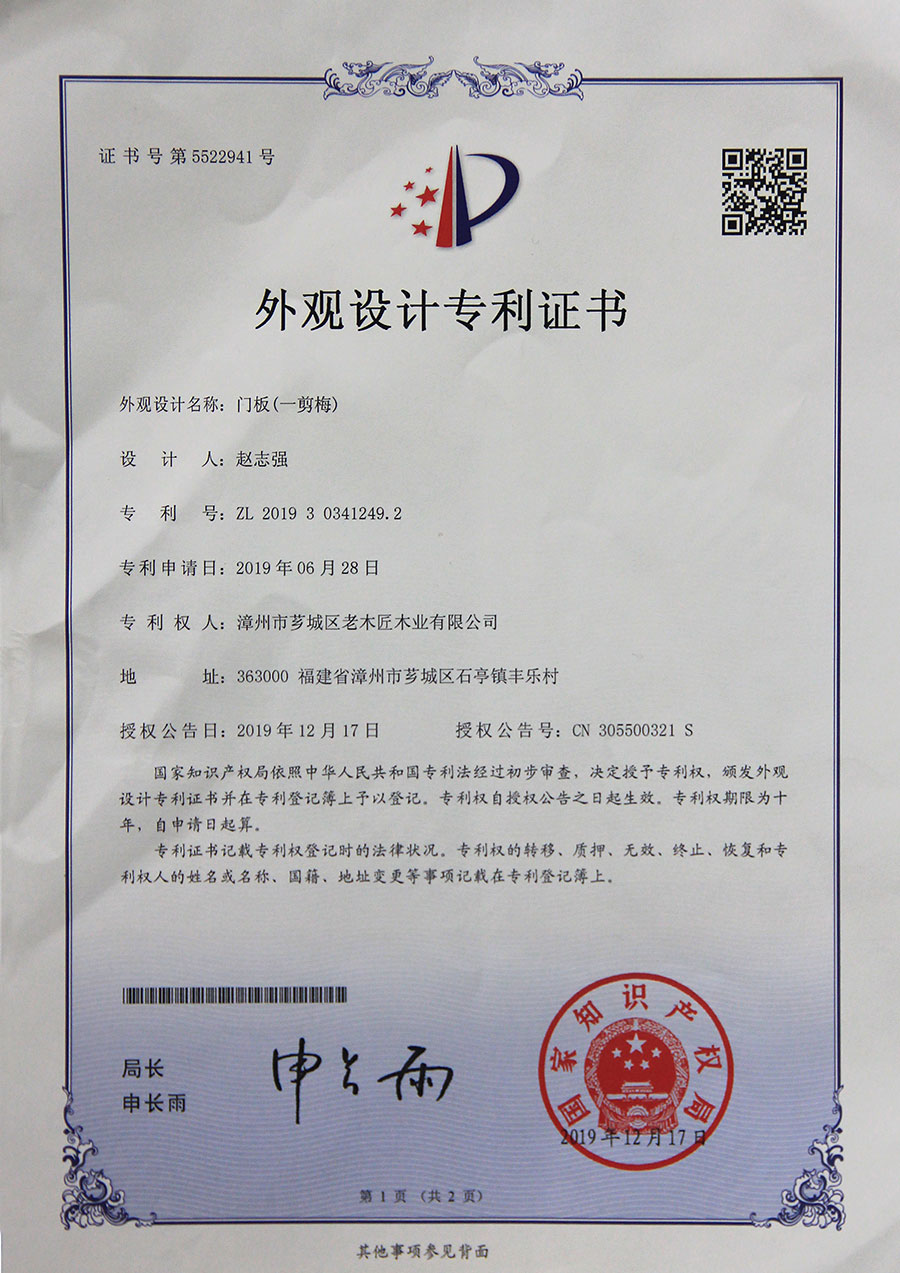 证书号第5522941号
外观设计专利证书
外观设计名称：门板(一剪梅)
设计人：赵志强
专利号：ZL 2019 3 0341249.2
专利申请日：2019年06月28日
专利权人：漳州市芗城区老木匠木业有限公司
地址：363000 福建省漳州市芗城区石亭镇丰乐村
授权公告日：2019年12月17日 授权公告号：CN 305500321 S
国家知识产权局依照中华人民共和国专利法经过初步审查，决定授予专利权，颁发外观
设计专利证书并在专利登记簿上予以登记。专利权自授权公告之日起生效。专利权期限为十
年，自申请日起算。
专利证书记载专利权登记时的法律状况。专利权的转移、质押、无效、终止、恢复和专
利权人的姓名或名称、国籍、地址变更等事项记载在专利登记簿上。
局长
申长雨
申长雨
国家知识产权局
2019年12月17日
第1页（共2页）
其他事项参见背面